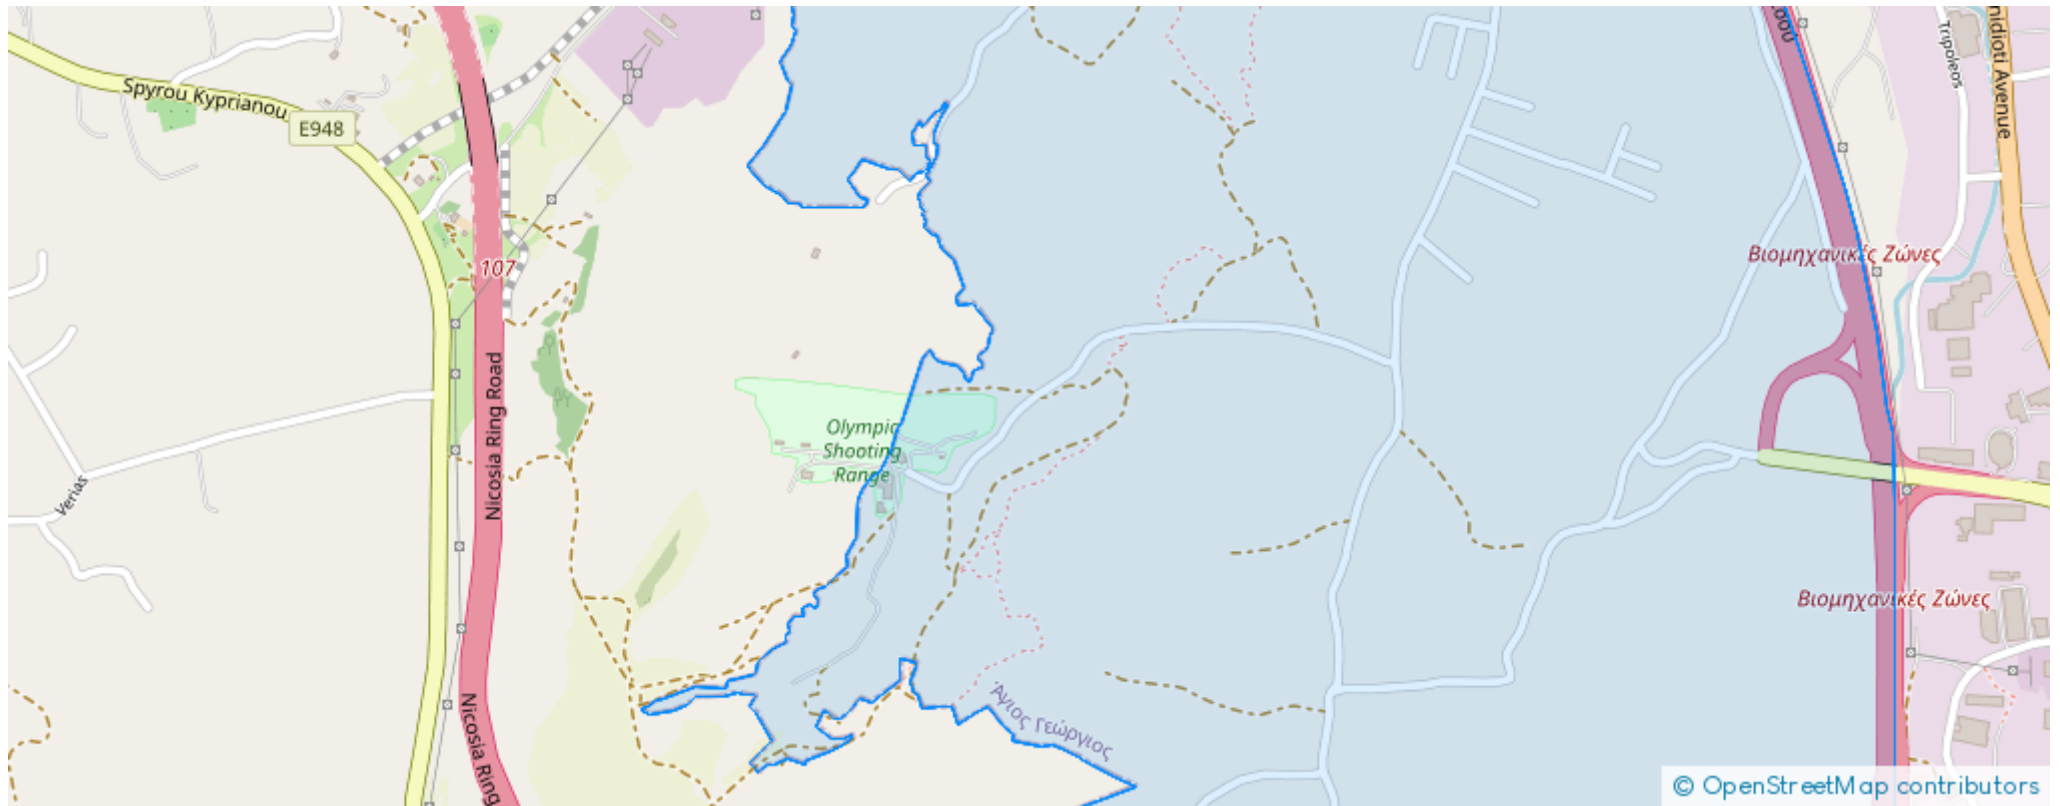 Spyrou Kyprianou
E948
107
Nicosia Ring Road
Nicosia Ring
Verias
Olympic
Shooting
Range
Άγιος Γεώργιος
Tripoleos
Avenue
Βιομηχανικές Ζώνες
Βιομηχανικές Ζώνες
© OpenStreetMap contributors